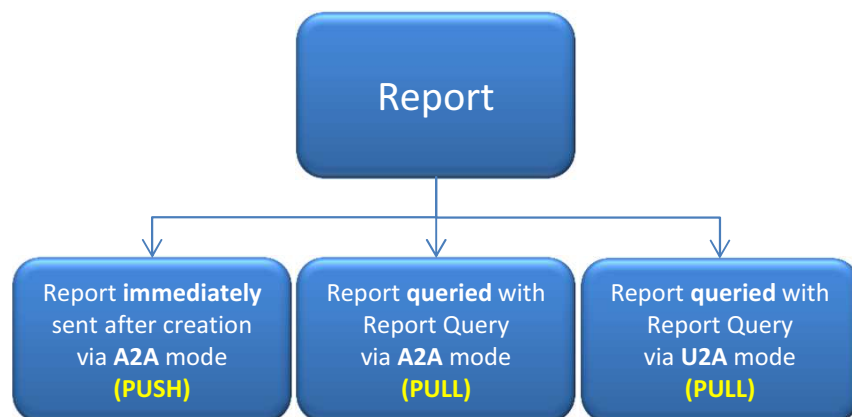 Report
Report immediately
sent after creation
via A2A mode
(PUSH)
Report queried with
Report Query
via A2A mode
(PULL)
Report queried with
Report Query
via U2A mode
(PULL)